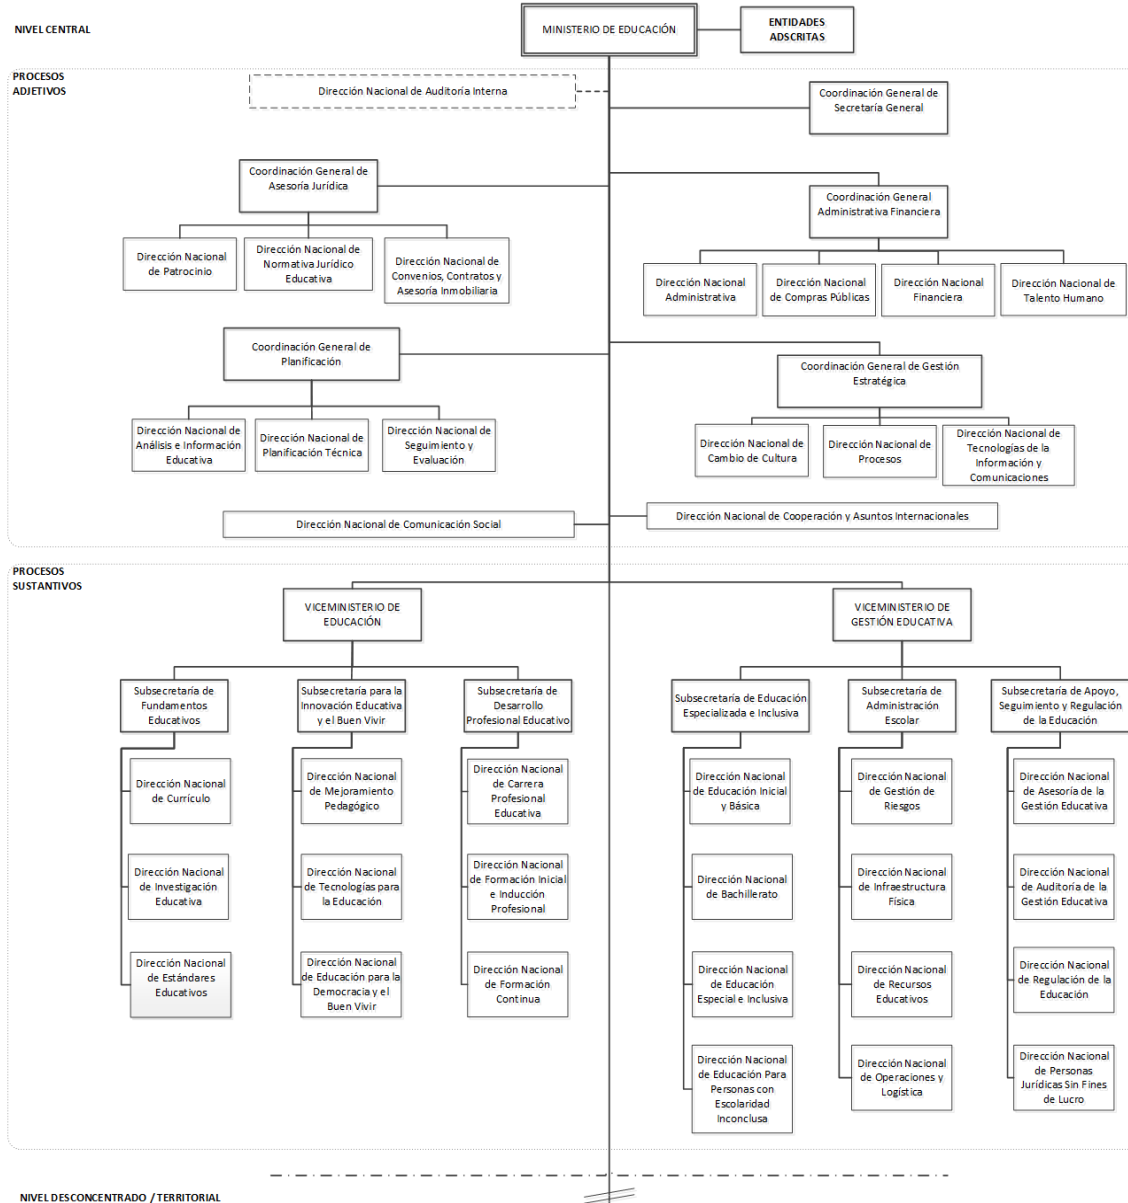 NIVEL CENTRAL
MINISTERIO DE EDUCACIÓN
ENTIDADES
ADSCRITAS
PROCESOS
ADJETIVOS
Dirección Nacional de Auditoría Interna
Coordinación General de
Secretaría General
Coordinación General de
Asesoría Jurídica
Coordinación General
Administrativa Financiera
Dirección Nacional
de Patrocinio
Dirección Nacional de
Normativa Jurídico
Educativa
Dirección Nacional de
Convenios, Contratos y
Asesoría Inmobiliaria
Dirección Nacional
Administrativa
Dirección Nacional
de Compras Públicas
Dirección Nacional
Financiera
Dirección Nacional de
Talento Humano
Coordinación General de
Planificación
Coordinación General de Gestión
Estratégica
Dirección Nacional de
Análisis e Información
Educativa
Dirección Nacional de
Planificación Técnica
Dirección Nacional de
Seguimiento y
Evaluación
Dirección Nacional de
Cambio de Cultura
Dirección Nacional de
Procesos
Dirección Nacional de
Tecnologías de la
Información y
Comunicaciones
Dirección Nacional de Comunicación Social
Dirección Nacional de Cooperación y Asuntos Internacionales
PROCESOS
SUSTANTIVOS
VICEMINISTERIO DE
EDUCACIÓN
VICEMINISTERIO DE
GESTIÓN EDUCATIVA
Subsecretaría de
Fundamentos
Educativos
Subsecretaría para la
Innovación Educativa
y el Buen Vivir
Subsecretaría de
Desarrollo
Profesional Educativo
Subsecretaría de Educación
Especializada e Inclusiva
Subsecretaría de
Administración
Escolar
Subsecretaría de Apoyo,
Seguimiento y Regulación
de la Educación
Dirección Nacional
de Currículo
Dirección Nacional
de Mejoramiento
Pedagógico
Dirección Nacional
de Carrera
Profesional
Educativa
Dirección Nacional
de Educación Inicial
y Básica
Dirección Nacional
de Gestión de
Riesgos
Dirección Nacional
de Asesoría de la
Gestión Educativa
Dirección Nacional
de Investigación
Educativa
Dirección Nacional
de Tecnologías para
la Educación
Dirección Nacional
de Formación Inicial
e Inducción
Profesional
Dirección Nacional
de Bachillerato
Dirección Nacional
de Infraestructura
Física
Dirección Nacional
de Auditoría de la
Gestión Educativa
Dirección Nacional
de Estándares
Educativos
Dirección Nacional
de Educación para la
Democracia y el
Buen Vivir
Dirección Nacional
de Formación
Continua
Dirección Nacional
de Educación
Especial e Inclusiva
Dirección Nacional
de Recursos
Educativos
Dirección Nacional
de Regulación de la
Educación
Dirección Nacional
de Educación Para
Personas con
Escolaridad
Inconclusa
Dirección Nacional
de Operaciones y
Logística
Dirección Nacional
de Personas
Jurídicas Sin Fines
de Lucro
NIVEL DESCONCENTRADO / TERRITORIAL